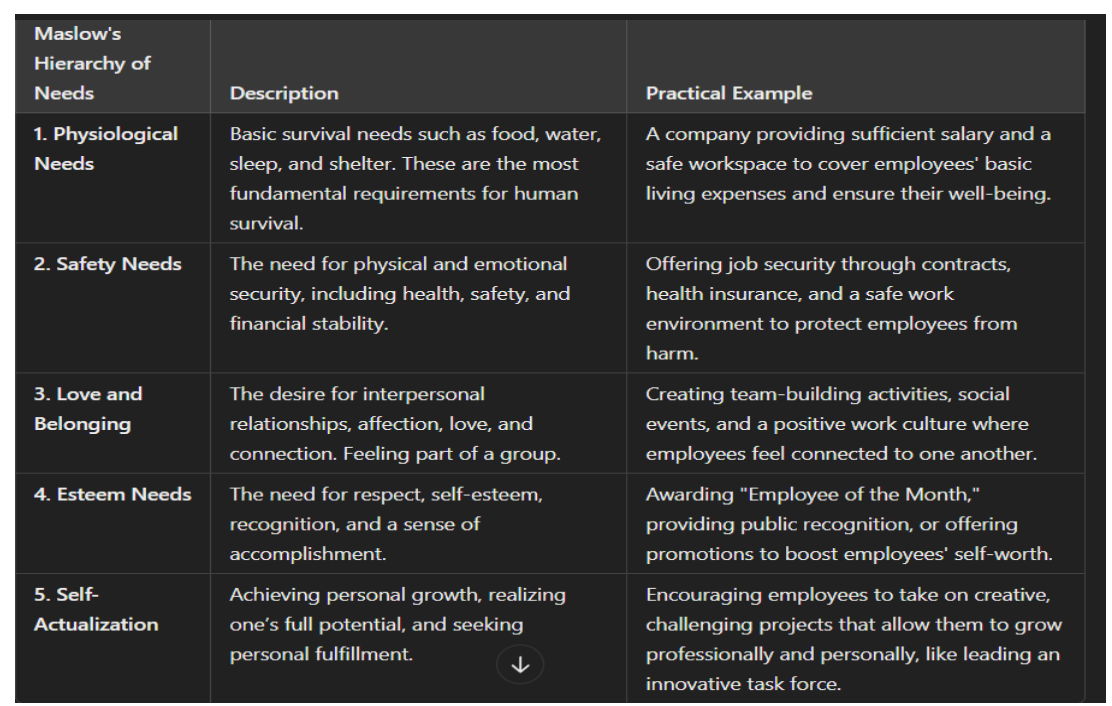 Maslow's
Hierarchy of
Needs
Description
Practical Example
1. Physiological
Needs
Basic survival needs such as food, water,
sleep, and shelter. These are the most
fundamental requirements for human
survival.
A company providing sufficient salary and a
safe workspace to cover employees' basic
living expenses and ensure their well-being.
2. Safety Needs
The need for physical and emotional
security, including health, safety, and
financial stability.
Offering job security through contracts,
health insurance, and a safe work
environment to protect employees from
harm.
3. Love and
Belonging
The desire for interpersonal
relationships, affection, love, and
connection. Feeling part of a group.
Creating team-building activities, social
events, and a positive work culture where
employees feel connected to one another.
4. Esteem Needs
The need for respect, self-esteem,
recognition, and a sense of
accomplishment.
Awarding "Employee of the Month,"
providing public recognition, or offering
promotions to boost employees' self-worth.
5. Self-
Actualization
Achieving personal growth, realizing
one’s full potential, and seeking
personal fulfillment.
Encouraging employees to take on creative,
challenging projects that allow them to grow
professionally and personally, like leading an
innovative task force.